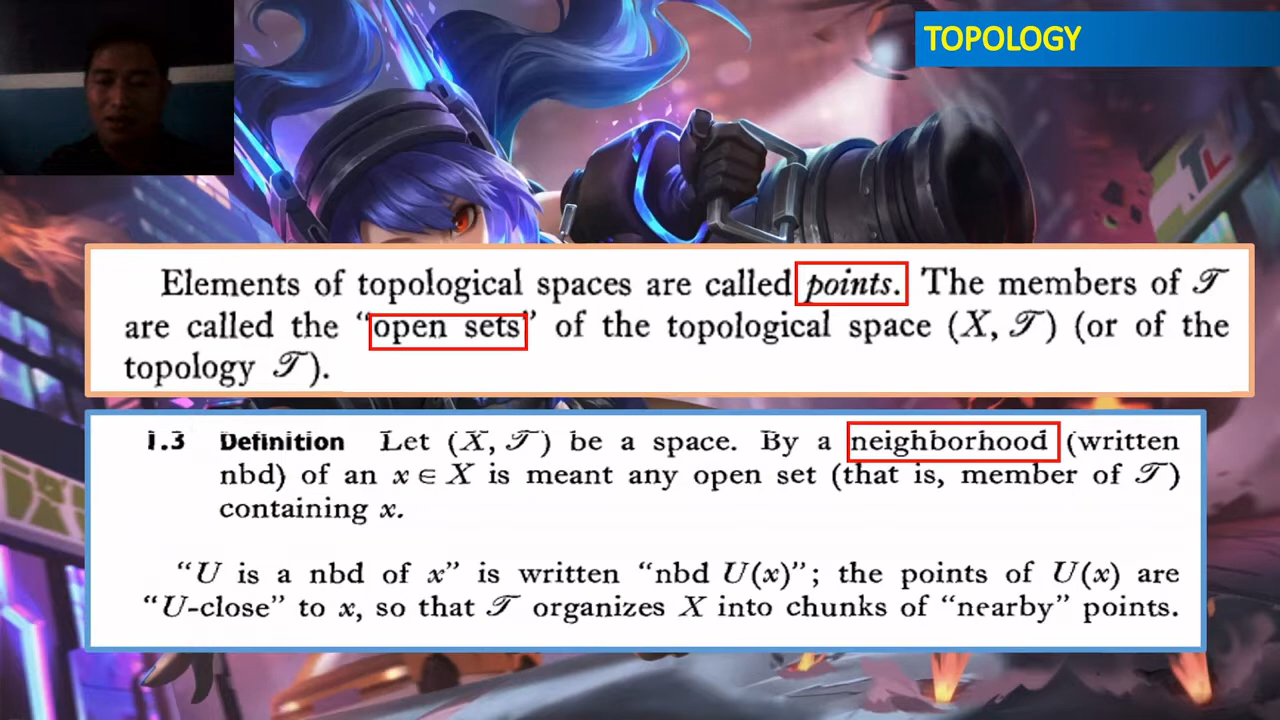 TOPOLOGY
TL
Elements of topological spaces are called points. The members of 𝒯
are called the “open sets” of the topological space (X, 𝒯) (or of the
topology 𝒯).
1.3 Definition Let (X, 𝒯) be a space. By a neighborhood (written
nbd) of an x ∈ X is meant any open set (that is, member of 𝒯)
containing x.
“U is a nbd of x” is written “nbd U(x)”; the points of U(x) are
“U-close” to x, so that 𝒯 organizes X into chunks of “nearby” points.